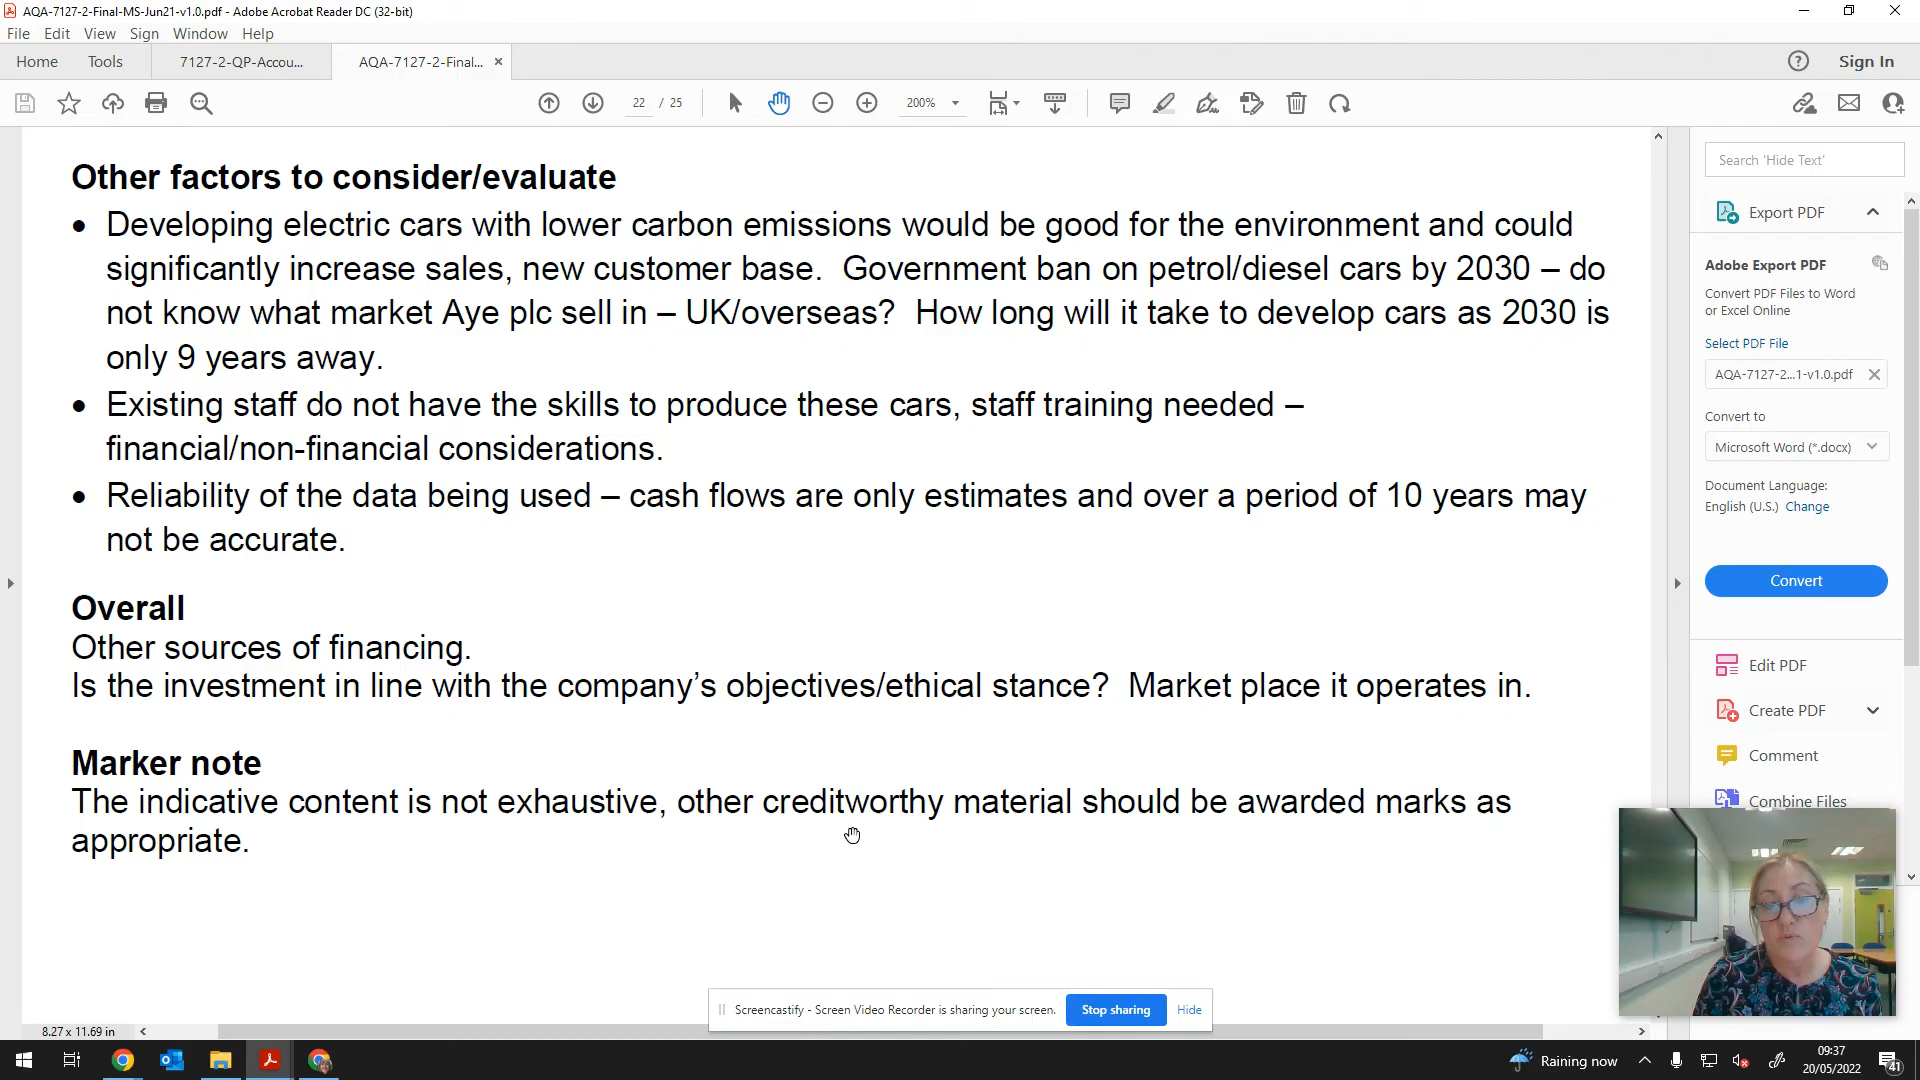 AQA-7127-2-Final-MS-Jun21-v1.0.pdf - Adobe Acrobat Reader DC (32-bit)
File Edit View Sign Window Help
Home Tools 7127-2-QP-Accou... AQA-7127-2-Final... × Sign In
22 / 25 200%
Other factors to consider/evaluate
• Developing electric cars with lower carbon emissions would be good for the environment and could
significantly increase sales, new customer base. Government ban on petrol/diesel cars by 2030 – do
not know what market Aye plc sell in – UK/overseas? How long will it take to develop cars as 2030 is
only 9 years away.
• Existing staff do not have the skills to produce these cars, staff training needed –
financial/non-financial considerations.
• Reliability of the data being used – cash flows are only estimates and over a period of 10 years may
not be accurate.
Overall
Other sources of financing.
Is the investment in line with the company's objectives/ethical stance? Market place it operates in.
Marker note
The indicative content is not exhaustive, other creditworthy material should be awarded marks as
appropriate.
Search 'Hide Text'
Export PDF
Adobe Export PDF
Convert PDF Files to Word
or Excel Online
Select PDF File
AQA-7127-2...1-v1.0.pdf
Convert to
Microsoft Word (*.docx)
Document Language:
English (U.S.) Change
Convert
Edit PDF
Create PDF
Comment
Combine Files
Screencastify - Screen Video Recorder is sharing your screen. Stop sharing Hide
8.27 x 11.69 in
Raining now
09:37
20/05/2022
41